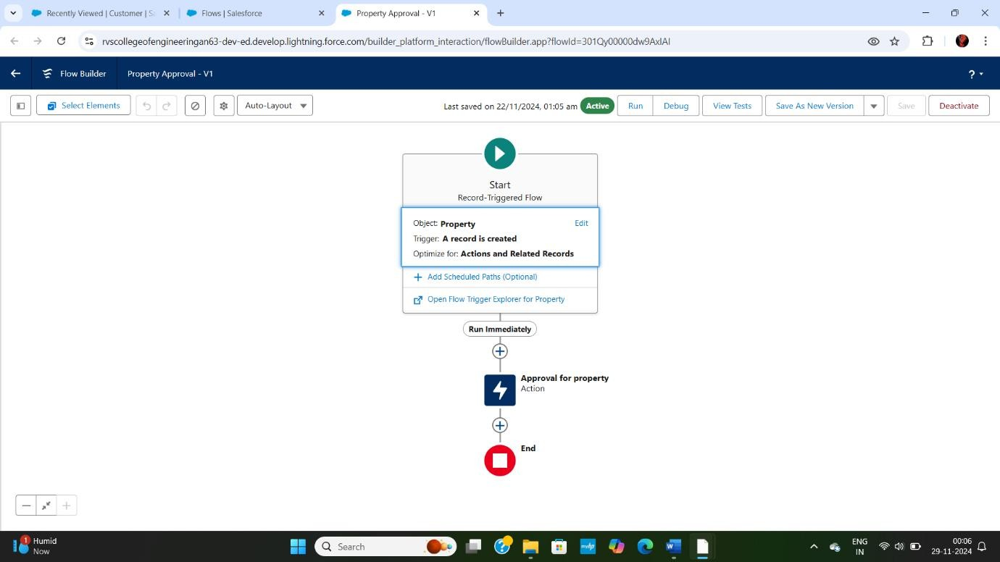 Recently Viewed | Customer | Sa
Flows | Salesforce
Property Approval - V1
rvscollegeofengineeringan63-dev-ed.develop.lightning.force.com/builder_platform_interaction/flowBuilder.app?flowId=301Qy00000dw9AxIAI
Flow Builder
Property Approval - V1
?
Select Elements
Auto-Layout
Last saved on 22/11/2024, 01:05 am
Active
Run
Debug
View Tests
Save As New Version
Save
Deactivate
Start
Record-Triggered Flow
Object: Property
Edit
Trigger: A record is created
Optimize for: Actions and Related Records
Add Scheduled Paths (Optional)
Open Flow Trigger Explorer for Property
Run Immediately
Approval for property
Action
End
1
Humid
Now
Search
myhp
W
ENG
IN
00:06
29-11-2024